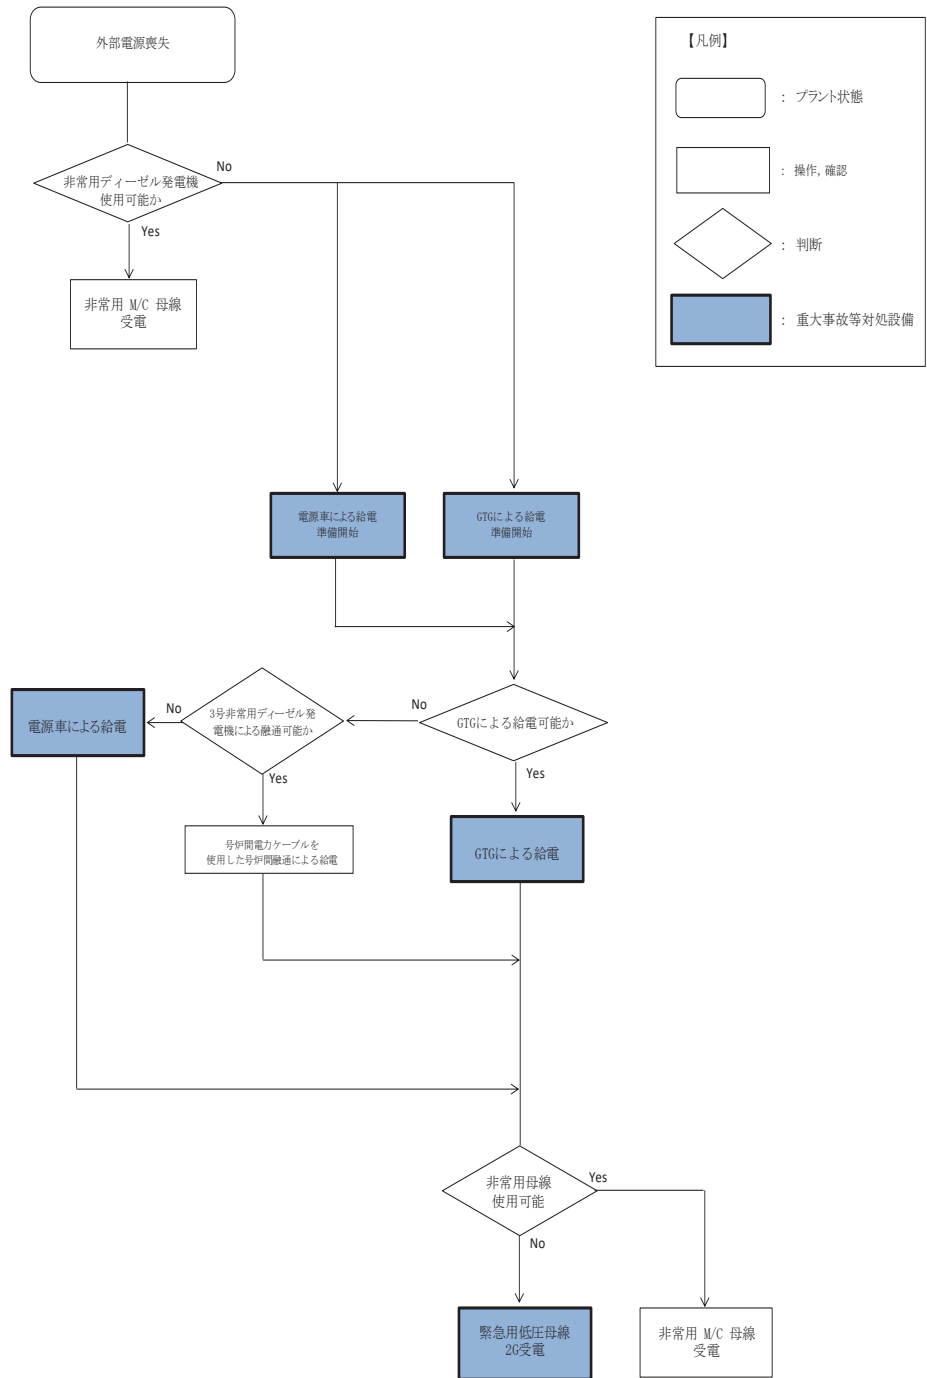 外部電源喪失
【凡例】
： プラント状態
： 操作，確認
： 判断
： 重大事故等対処設備
非常用ディーゼル発電機
使用可能か
No
Yes
非常用 M/C 母線
受電
電源車による給電
準備開始
GTGによる給電
準備開始
GTGによる給電可能か
No
Yes
3号非常用ディーゼル発
電機による融通可能か
No
Yes
電源車による給電
号炉間電力ケーブルを
使用した号炉間融通による給電
GTGによる給電
非常用母線
使用可能
Yes
No
緊急用低圧母線
2G受電
非常用 M/C 母線
受電